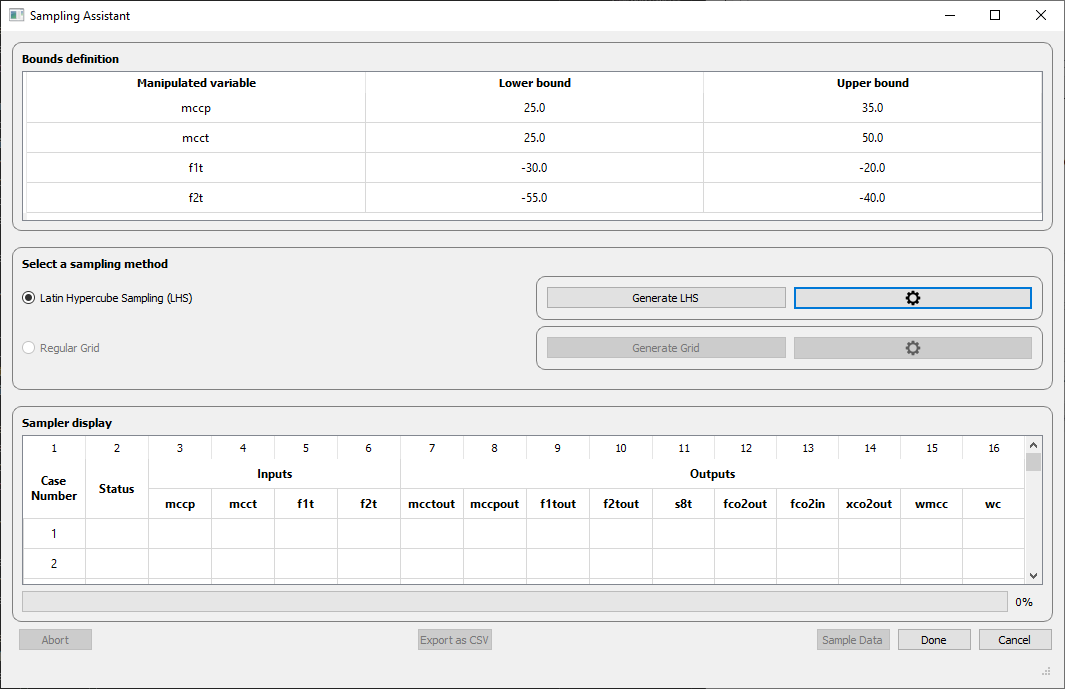 Sampling Assistant
Bounds definition
Manipulated variable Lower bound Upper bound
mccp 25.0 35.0
mcct 25.0 50.0
f1t -30.0 -20.0
f2t -55.0 -40.0
Select a sampling method
Latin Hypercube Sampling (LHS) Generate LHS
Regular Grid Generate Grid
Sampler display
1 2 3 4 5 6 7 8 9 10 11 12 13 14 15 16
Case Number Status Inputs Outputs
mccp mcct f1t f2t mcctout mccpout f1tout f2tout s8t fco2out fco2in xco2out wmcc wc
1
2
0%
Abort Export as CSV Sample Data Done Cancel